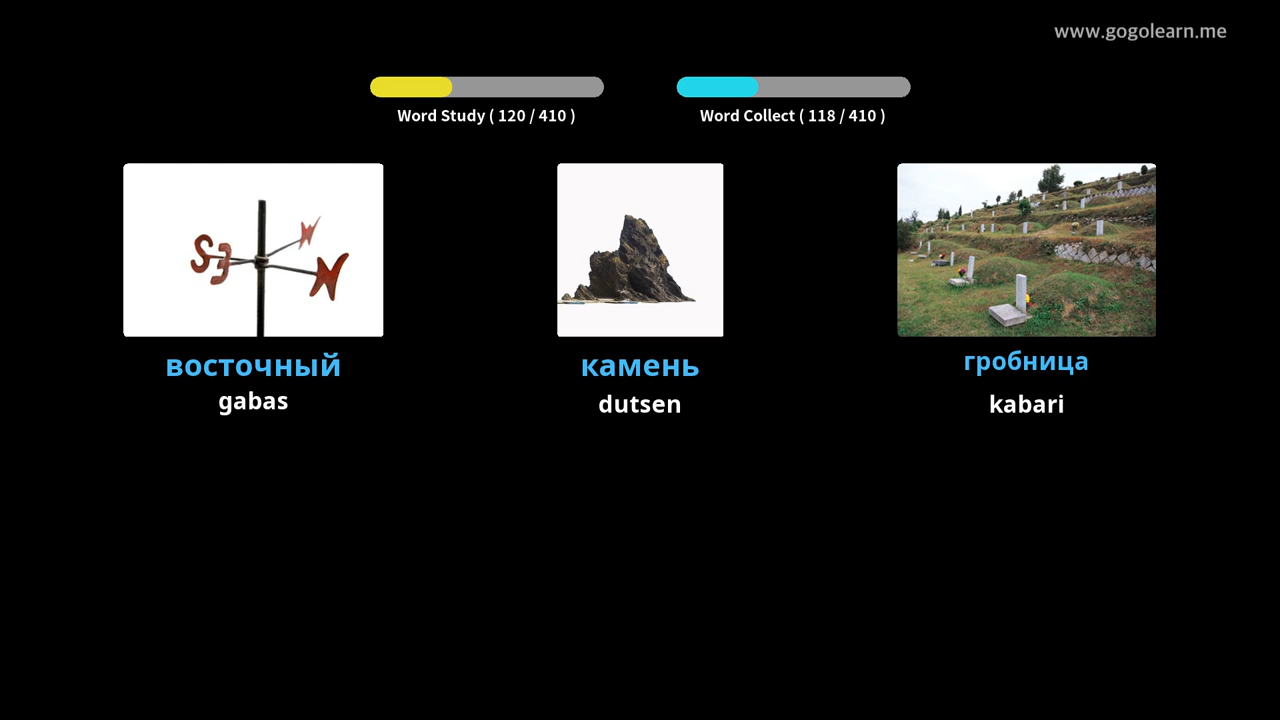 www.gogolearn.me
Word Study ( 120 / 410 )
Word Collect ( 118 / 410 )
S E N N
восточный
камень
гробница
gabas
dutsen
kabari